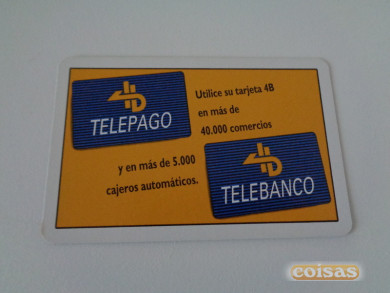 4B
TELEPAGO
Utilice su tarjeta 4B
en más de
40.000 comercios
y en más de 5.000
cajeros automáticos.
4B
TELEBANCO
coisas